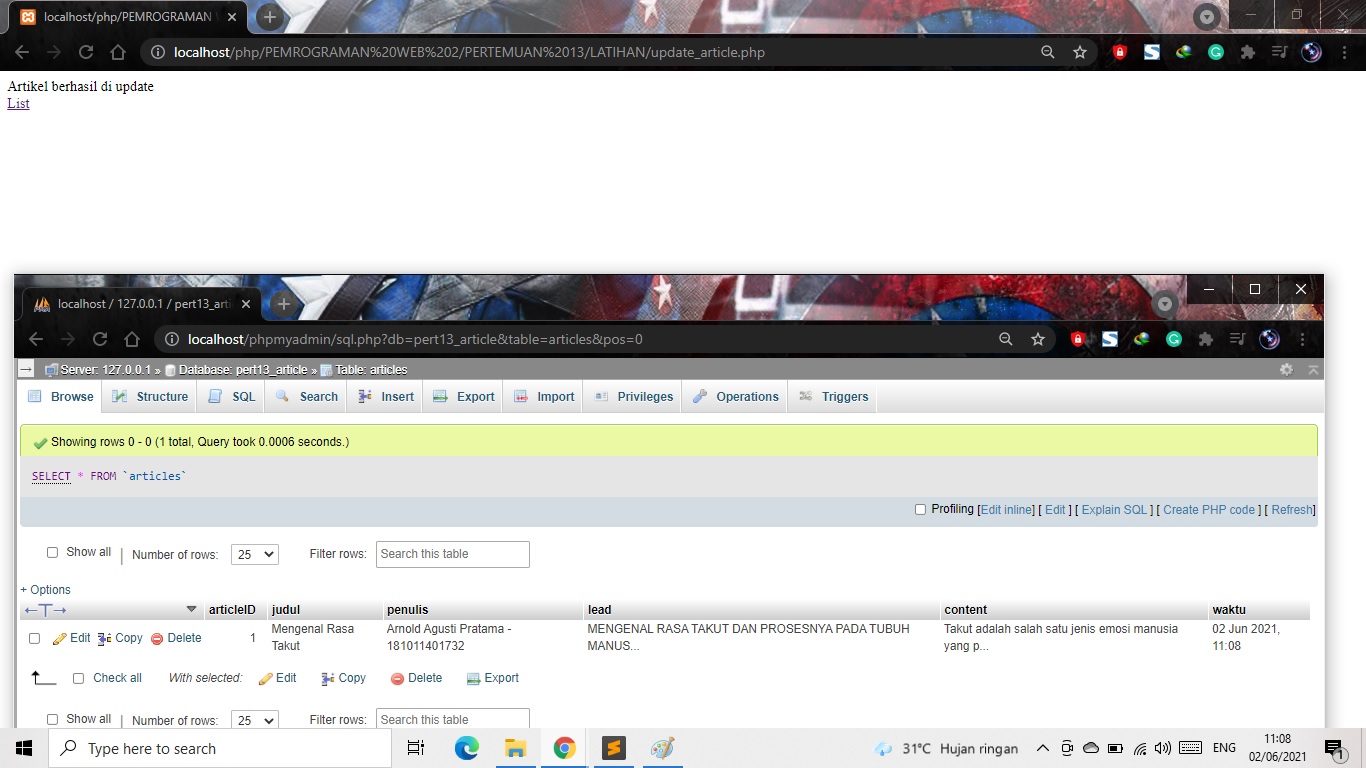 localhost/php/PEMROGRAMAN
localhost/php/PEMROGRAMAN%20WEB%202/PERTEMUAN%2013/LATIHAN/update_article.php
Artikel berhasil di update
List
localhost / 127.0.0.1 / pert13_arti
localhost/phpmyadmin/sql.php?db=pert13_article&table=articles&pos=0
Server: 127.0.0.1 » Database: pert13_article » Table: articles
Browse Structure SQL Search Insert Export Import Privileges Operations Triggers
Showing rows 0 - 0 (1 total, Query took 0.0006 seconds.)
SELECT * FROM `articles`
Profiling [Edit inline] [ Edit ] [ Explain SQL ] [ Create PHP code ] [ Refresh]
Show all | Number of rows: 25 Filter rows: Search this table
+ Options
←T→ articleID judul penulis lead content waktu
Edit Copy Delete 1 Mengenal Rasa Arnold Agusti Pratama - MENGENAL RASA TAKUT DAN PROSESNYA PADA TUBUH Takut adalah salah satu jenis emosi manusia 02 Jun 2021,
Takut 181011401732 MANUS... yang p... 11:08
Check all With selected: Edit Copy Delete Export
Show all | Number of rows: 25 Filter rows: Search this table
Type here to search 31°C Hujan ringan ENG 11:08
02/06/2021 1